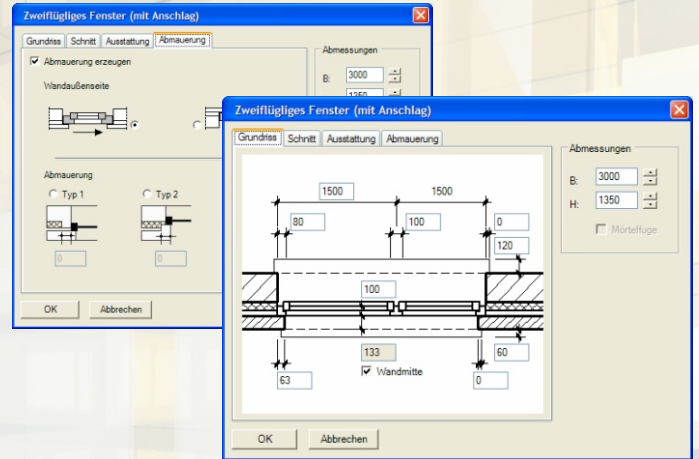 Zweiflügliges Fenster (mit Anschlag)
Grundriss Schnitt Ausstattung Abmauerung
Abmauerung erzeugen
Wandaußenseite
Abmessungen
B: 3000
1350
Abmauerung
Typ 1 Typ 2
0 0
OK Abbrechen
Zweiflügliges Fenster (mit Anschlag)
Grundriss Schnitt Ausstattung Abmauerung
Abmessungen
B: 3000
H: 1350
Mörtelfuge
1500 1500
80 100 0
120
100
133 60
Wandmitte
63 0
OK Abbrechen